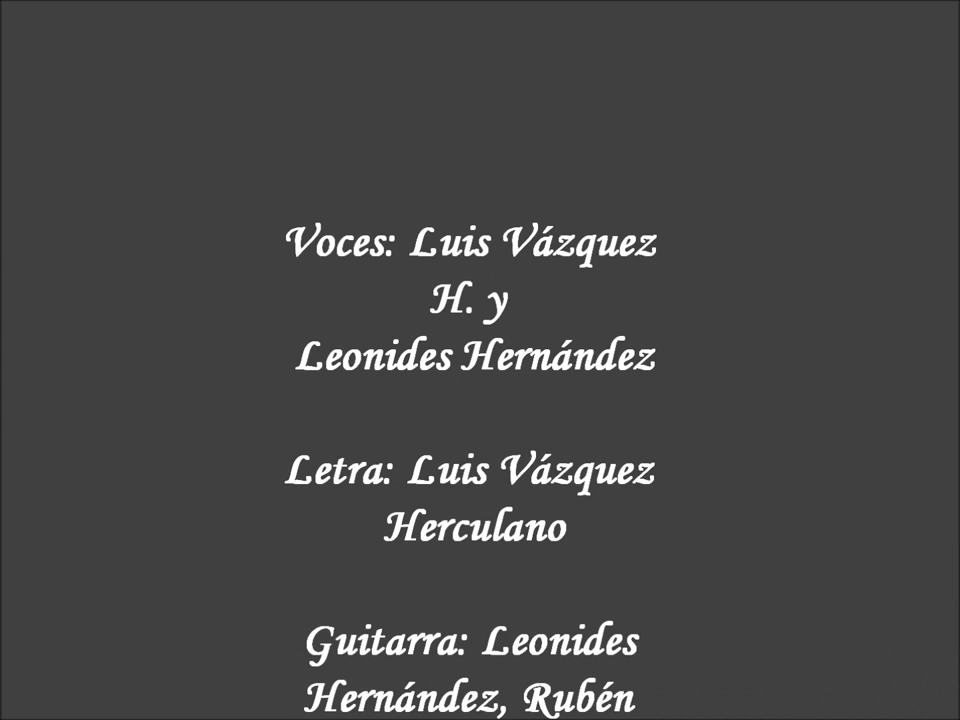 Voces: Luis Vázquez
H. y
Leonides Hernández
Letra: Luis Vázquez
Herculano
Guitarra: Leonides
Hernández, Rubén